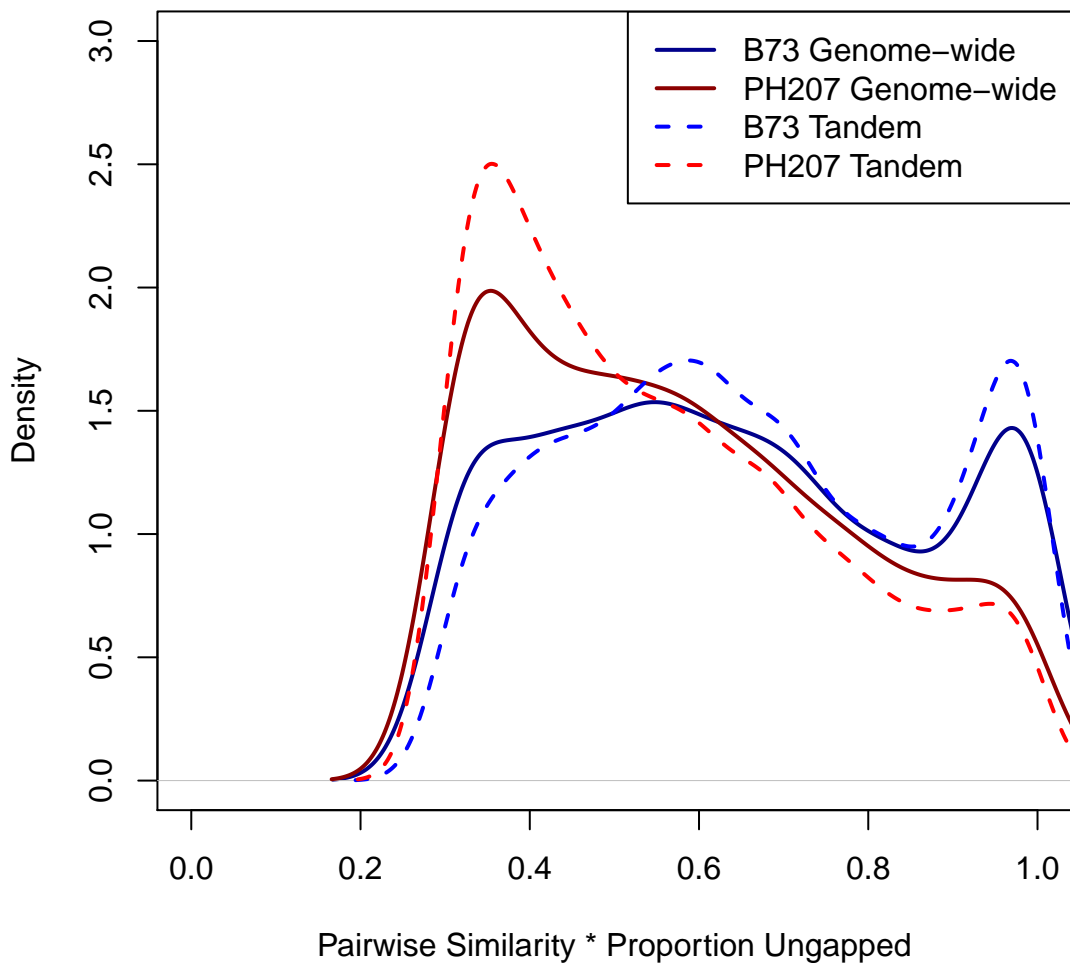 B73 Genome−wide
PH207 Genome−wide
B73 Tandem
PH207 Tandem
3.0
2.5
2.0
1.5
1.0
0.5
0.0
Density
0.0 0.2 0.4 0.6 0.8 1.0
Pairwise Similarity * Proportion Ungapped